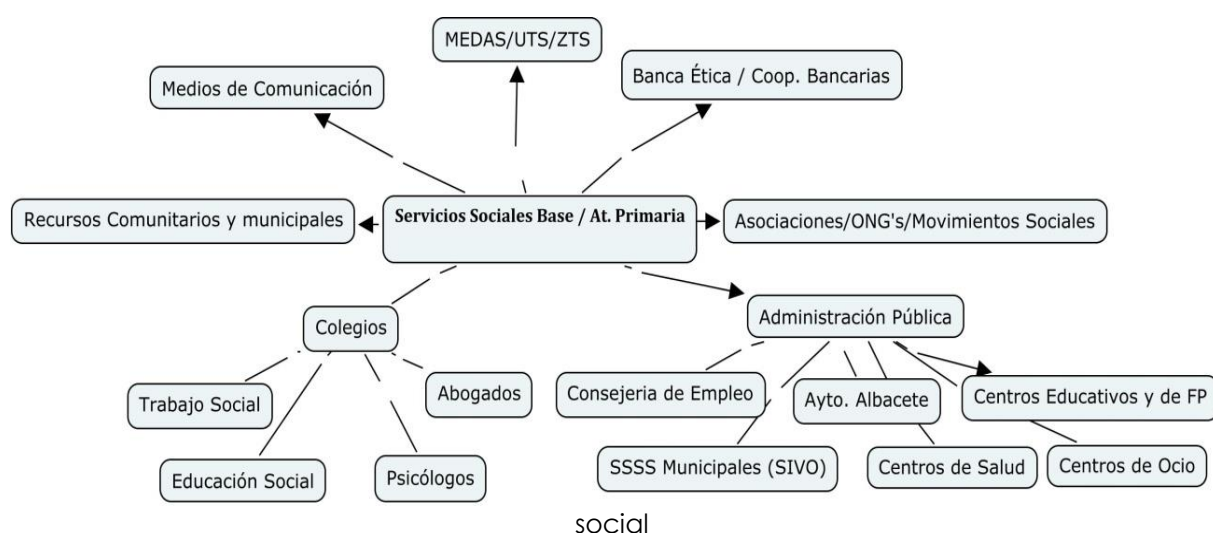 MEDAS/UTS/ZTS
Medios de Comunicación
Banca Ética / Coop. Bancarias
Recursos Comunitarios y municipales
Servicios Sociales Base / At. Primaria
Asociaciones/ONG's/Movimientos Sociales
Colegios
Administración Pública
Trabajo Social
Abogados
Consejeria de Empleo
Ayto. Albacete
Centros Educativos y de FP
Educación Social
Psicólogos
SSSS Municipales (SIVO)
Centros de Salud
Centros de Ocio
social